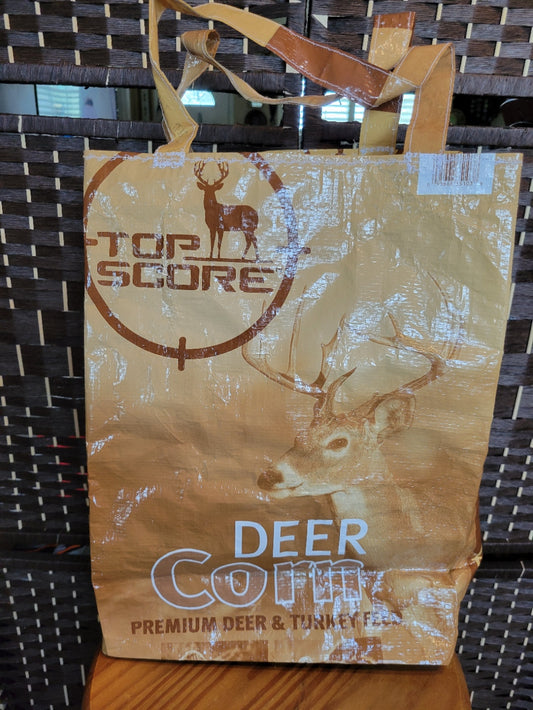 TOP
SCORE
DEER
Corn
PREMIUM DEER & TURKEY FEED